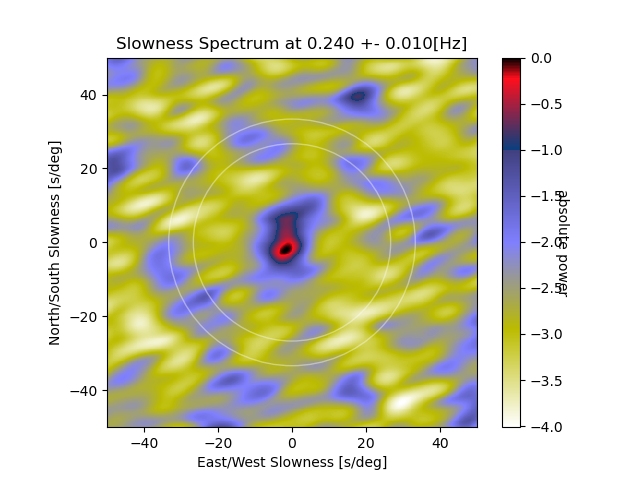 Slowness Spectrum at 0.240 +- 0.010[Hz]
North/South Slowness [s/deg]
40
20
0
−20
−40
−40 −20 0 20 40
East/West Slowness [s/deg]
0.0
−0.5
−1.0
−1.5
−2.0
−2.5
−3.0
−3.5
−4.0
absolute power